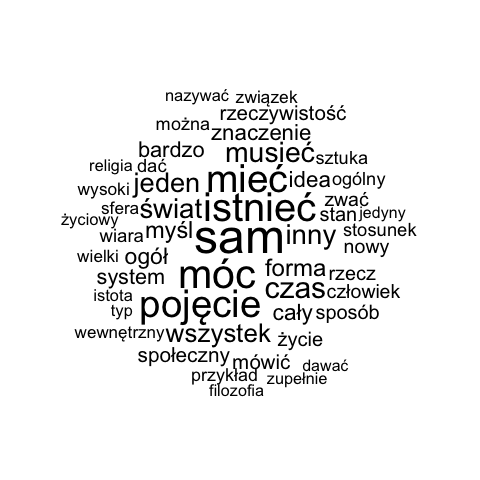 nazywać związek
rzeczywistość
można znaczenie
bardzo musieć sztuka
religia dać mieć idea ogólny
wysoki jeden zwać
sfera świat istnieć stan jedyny
życiowy myśl stosunek
wiara sam inny nowy
wielki ogół forma rzecz
system móc czas człowiek
istota pojęcie cały sposób
typ
wewnętrzny wszystek życie
społeczny mówić dawać
przykład zupełnie
filozofia